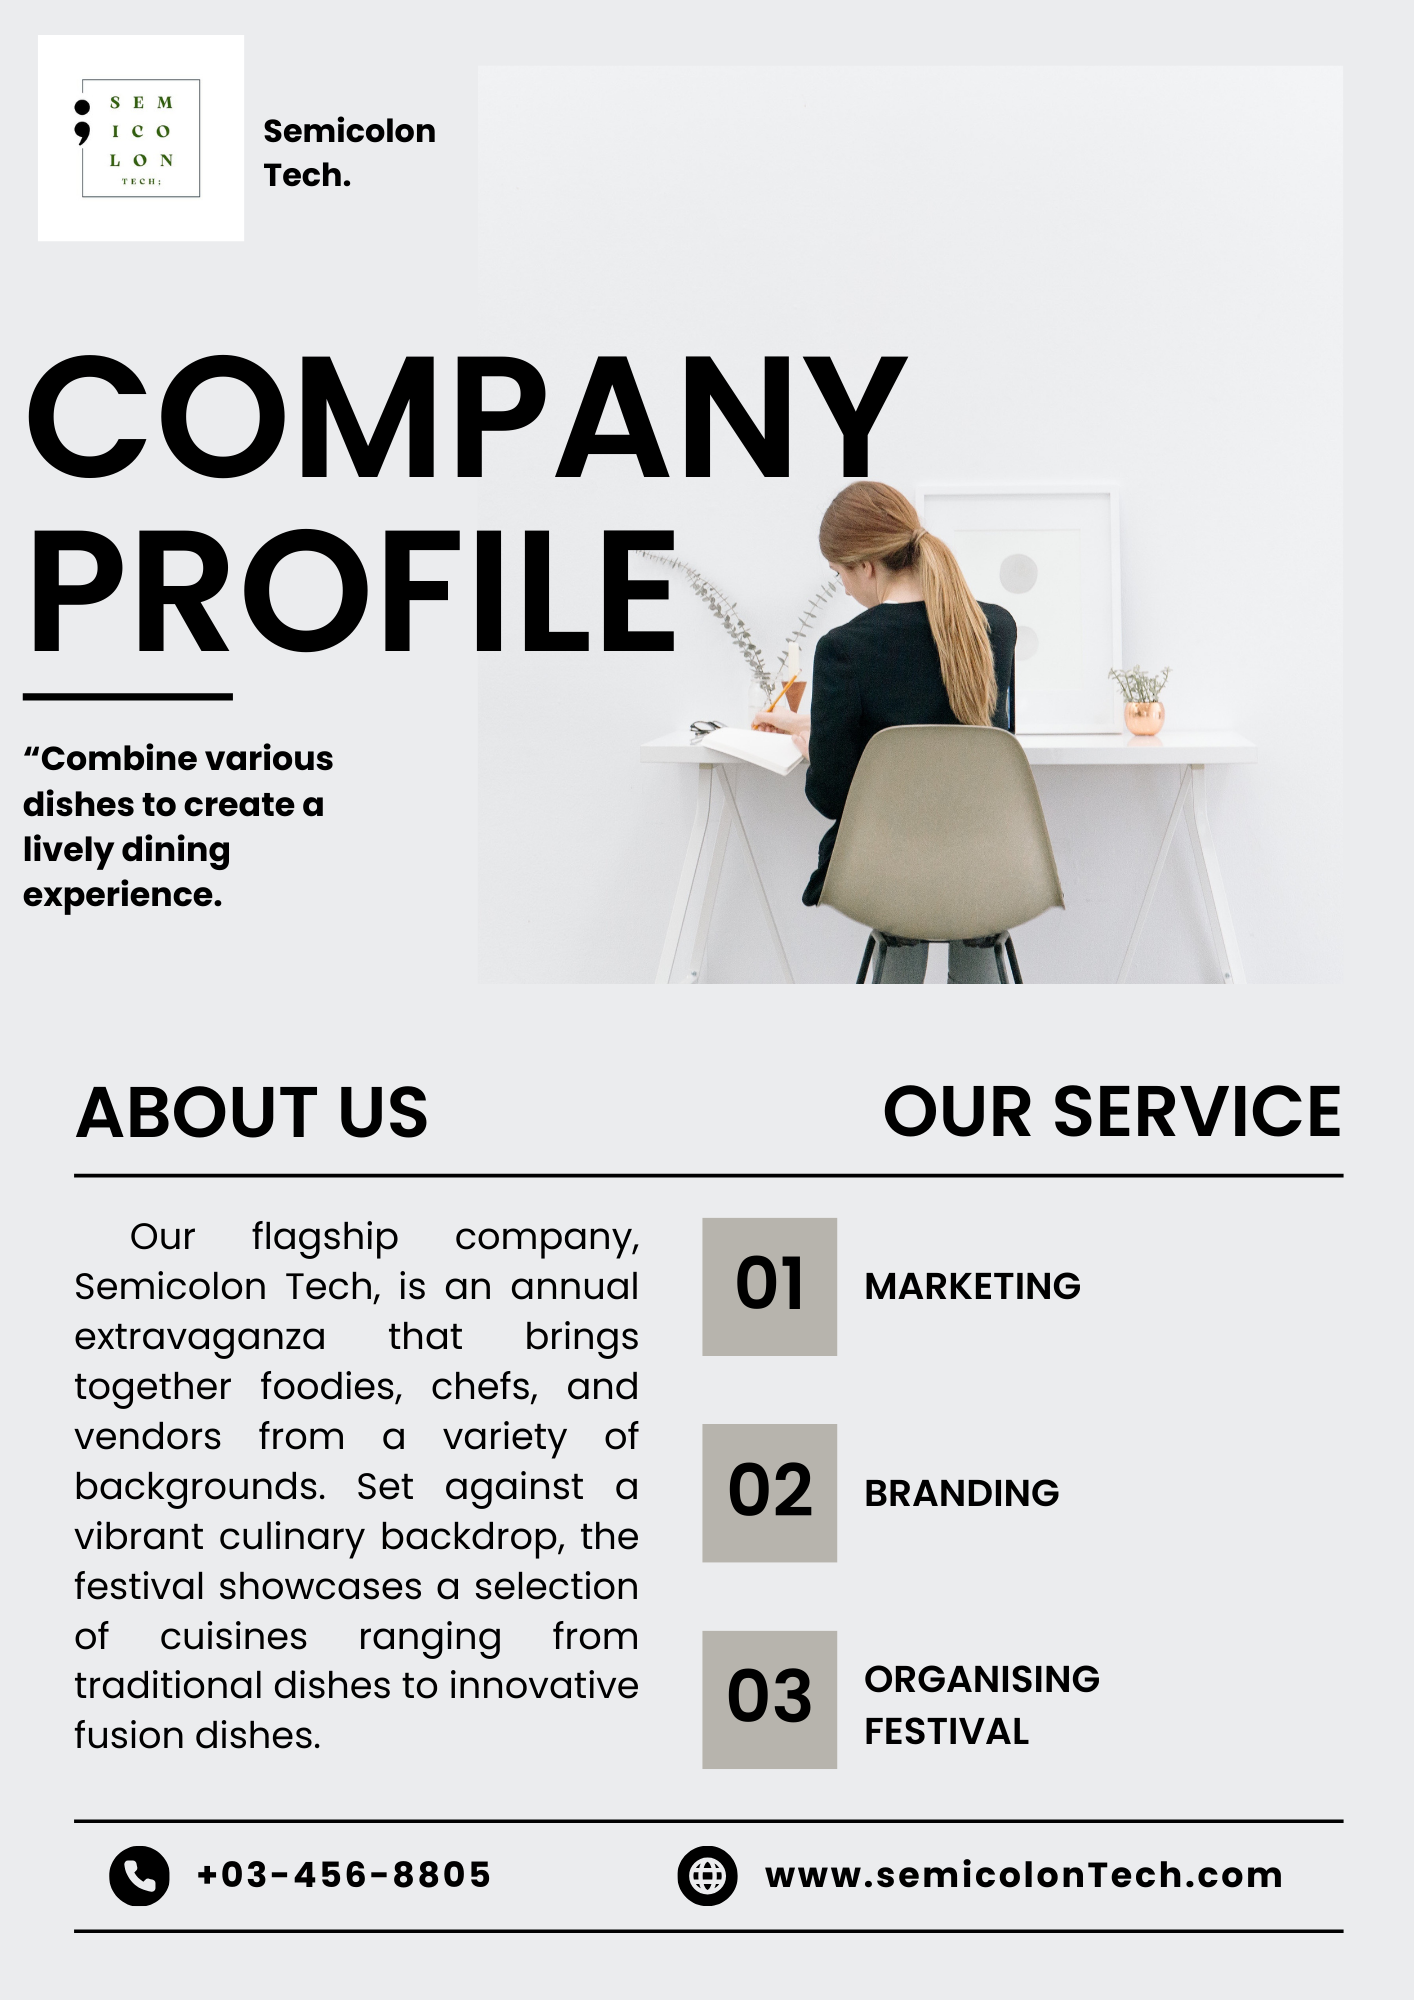 S E M
I C O
L O N
TECH;
Semicolon
Tech.
COMPANY
PROFILE
“Combine various
dishes to create a
lively dining
experience.
ABOUT US
OUR SERVICE
Our flagship company,
Semicolon Tech, is an annual
extravaganza that brings
together foodies, chefs, and
vendors from a variety of
backgrounds. Set against a
vibrant culinary backdrop, the
festival showcases a selection
of cuisines ranging from
traditional dishes to innovative
fusion dishes.
01
MARKETING
02
BRANDING
03
ORGANISING
FESTIVAL
+03-456-8805
www.semicolonTech.com